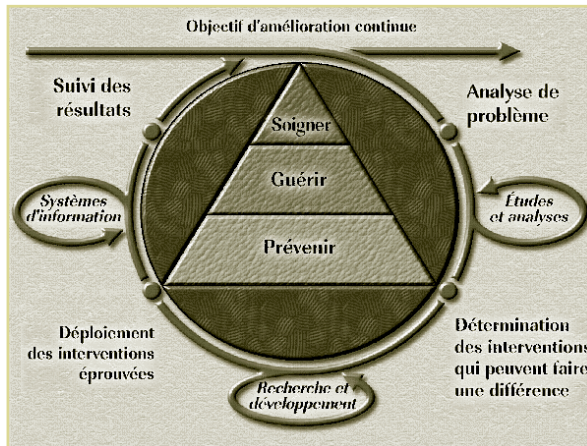 Objectif d'amélioration continue
Suivi des
résultats
Analyse de
problème
Soigner
Guérir
Prévenir
Systèmes
d'information
Études
et analyses
Déploiement
des interventions
éprouvées
Détermination
des interventions
qui peuvent faire
une différence
Recherche et
développement